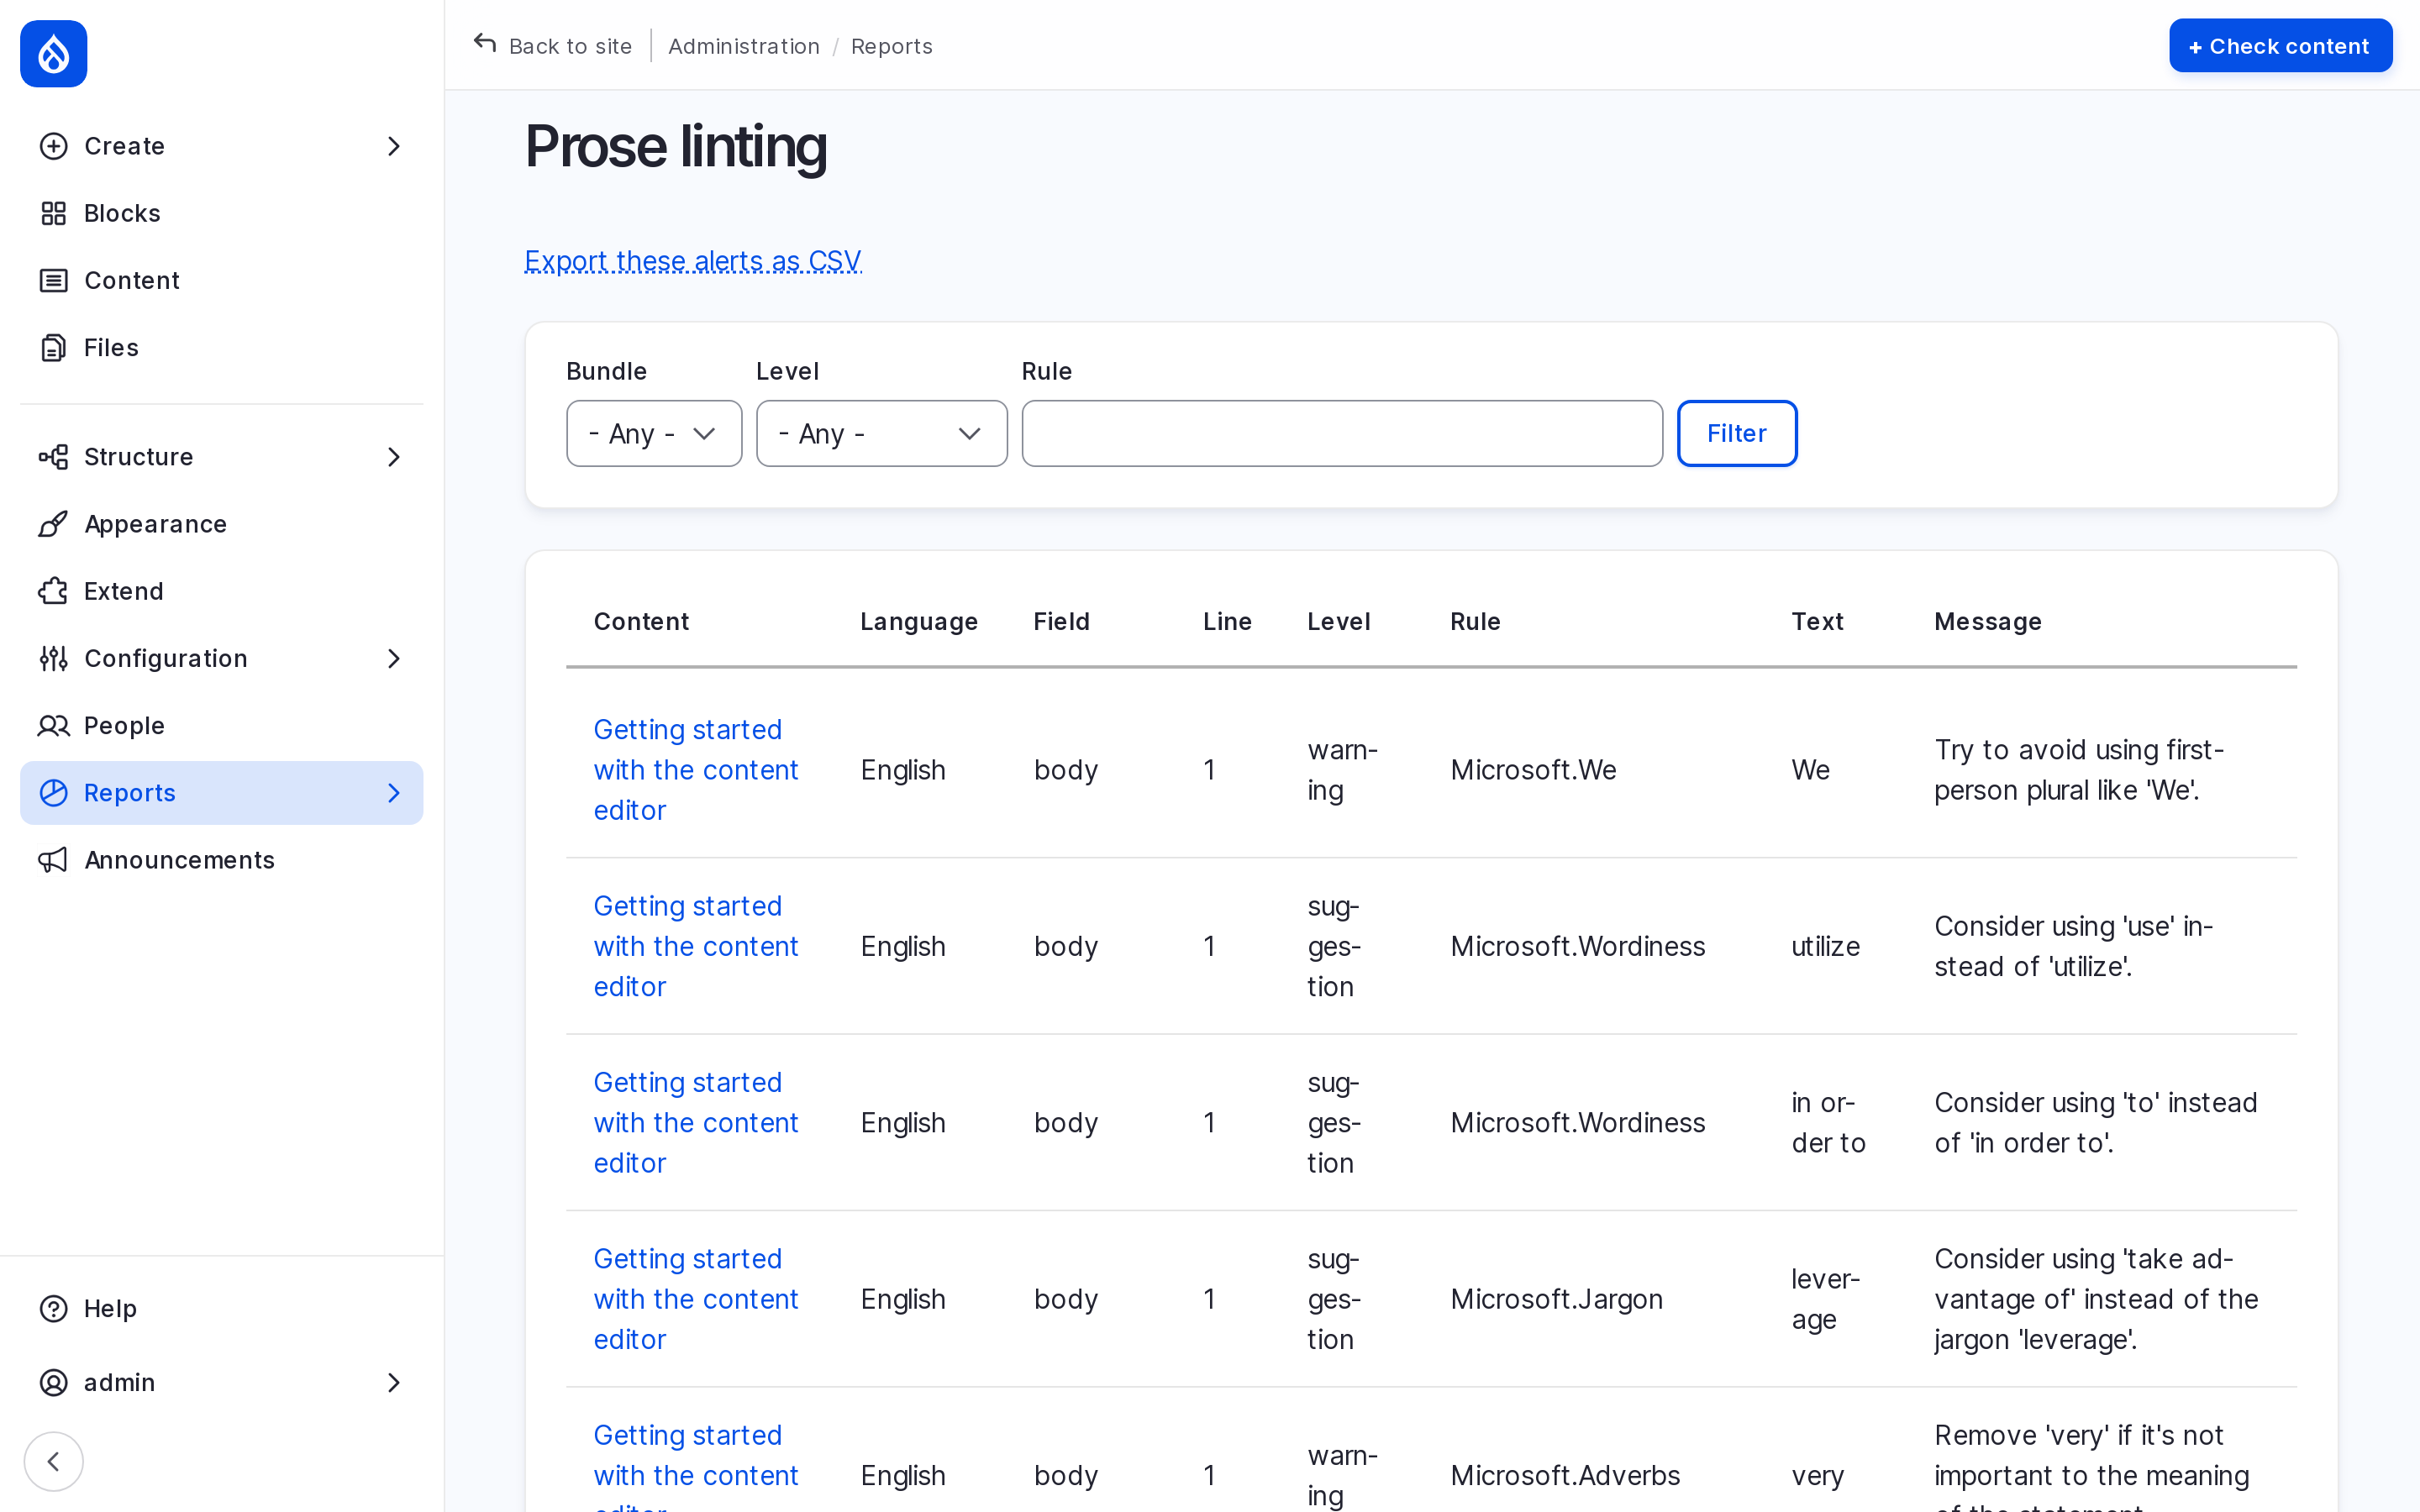 Back to site
Administration / Reports
+ Check content
Create
Blocks
Content
Files
Structure
Appearance
Extend
Configuration
People
Reports
Announcements
Help
admin
Prose linting
Export these alerts as CSV
Bundle Level Rule
- Any - - Any - Filter
Content Language Field Line Level Rule Text Message
Getting started
with the content
editor
English
body
1
warn-
ing
Microsoft.We
We
Try to avoid using first-
person plural like 'We'.
Getting started
with the content
editor
English
body
1
sug-
ges-
tion
Microsoft.Wordiness
utilize
Consider using 'use' in-
stead of 'utilize'.
Getting started
with the content
editor
English
body
1
sug-
ges-
tion
Microsoft.Wordiness
in or-
der to
Consider using 'to' instead
of 'in order to'.
Getting started
with the content
editor
English
body
1
sug-
ges-
tion
Microsoft.Jargon
lever-
age
Consider using 'take ad-
vantage of' instead of the
jargon 'leverage'.
Getting started
with the content
editor
English
body
1
warn-
ing
Microsoft.Adverbs
very
Remove 'very' if it's not
important to the meaning
of the statement.